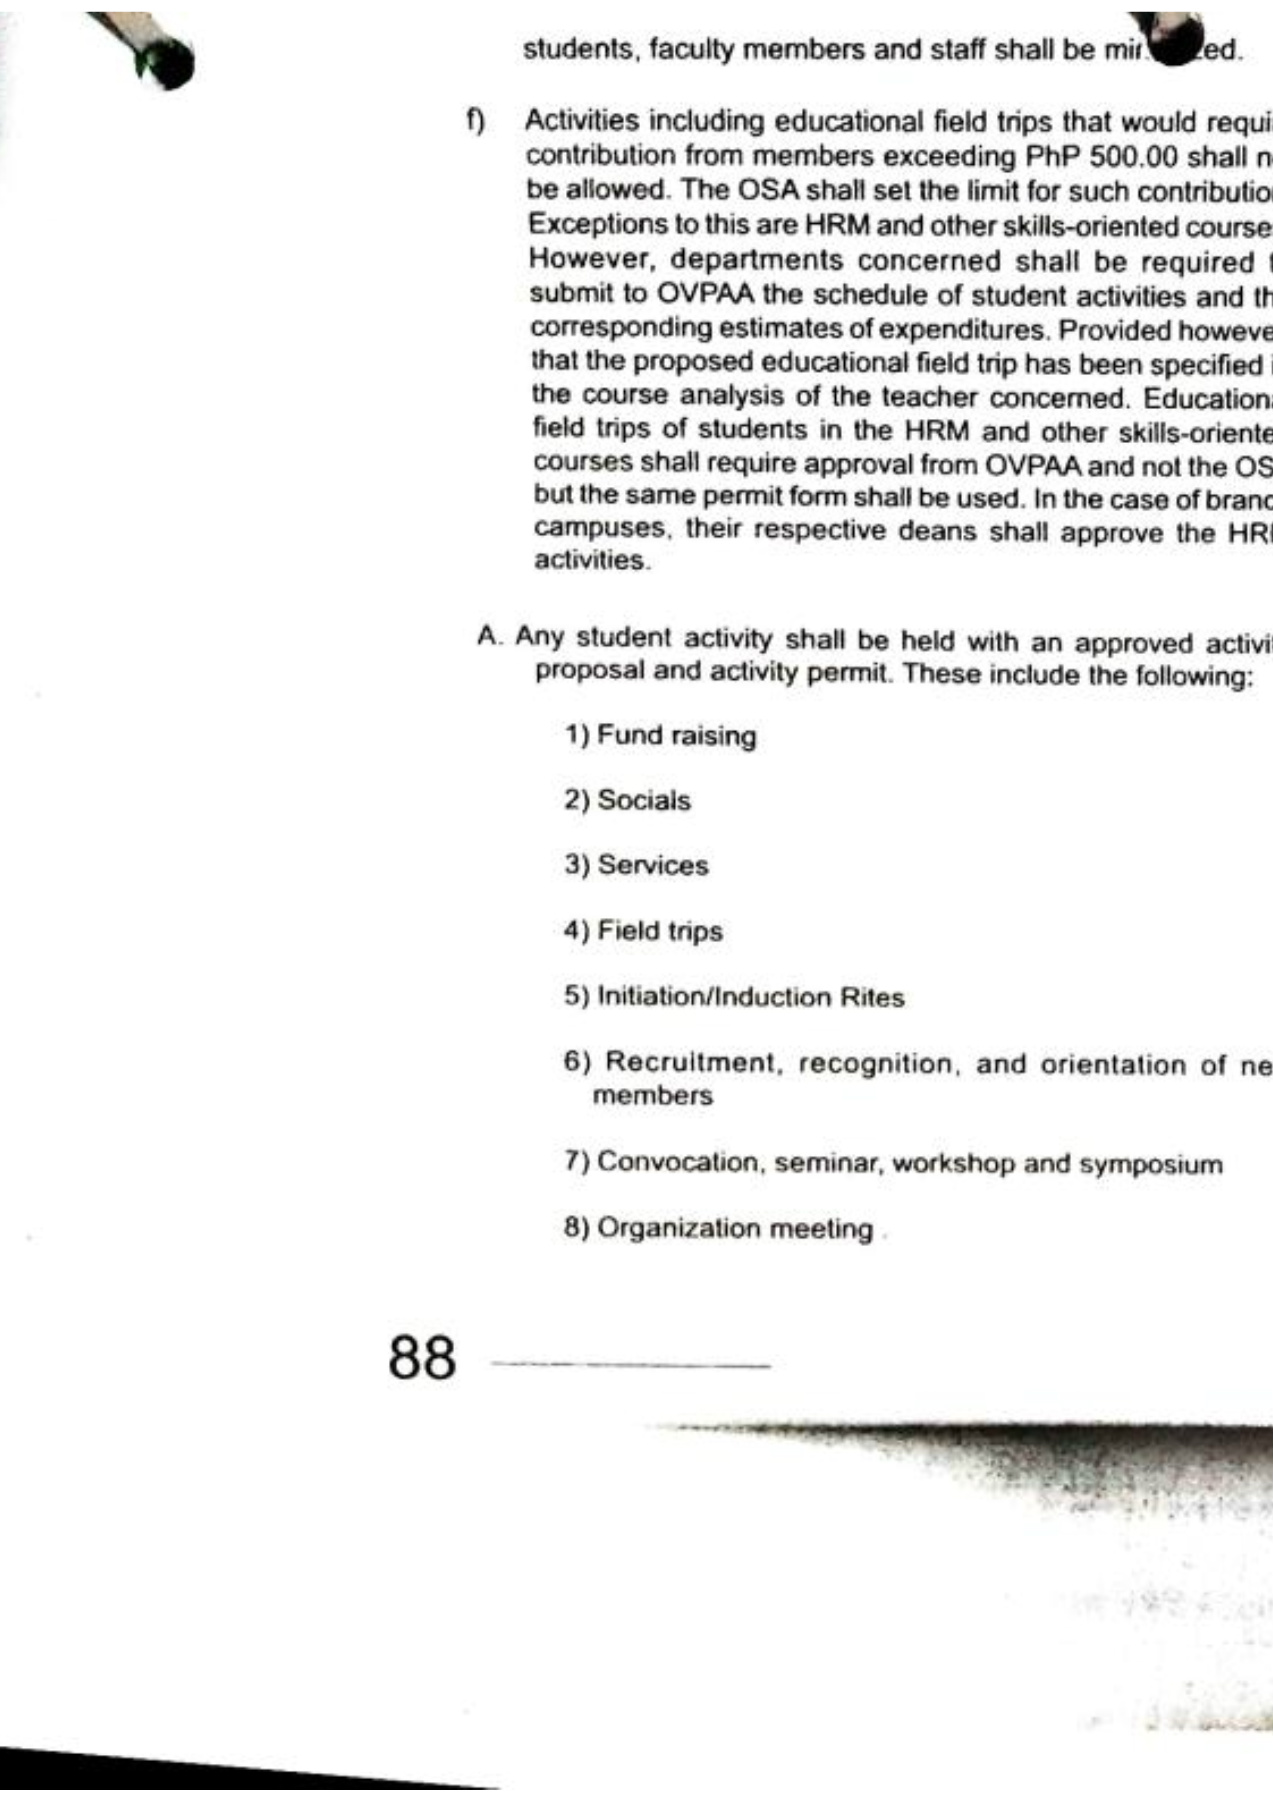 students, faculty members and staff shall be
f) Activities including educational field trips that would requi
contribution from members exceeding PhP 500.00 shall n
be allowed. The OSA shall set the limit for such contributio
Exceptions to this are HRM and other skills-oriented course
However, departments concerned shall be required t
submit to OVPAA the schedule of student activities and th
corresponding estimates of expenditures. Provided howeve
that the proposed educational field trip has been specified i
the course analysis of the teacher concerned. Educationa
field trips of students in the HRM and other skills-oriente
courses shall require approval from OVPAA and not the OS
but the same permit form shall be used. In the case of branc
campuses, their respective deans shall approve the HR
activities.
A. Any student activity shall be held with an approved activi
proposal and activity permit. These include the following:
1) Fund raising
2) Socials
3) Services
4) Field trips
5) Initiation/Induction Rites
6) Recruitment, recognition, and orientation of ne
members
7) Convocation, seminar, workshop and symposium
8) Organization meeting
88